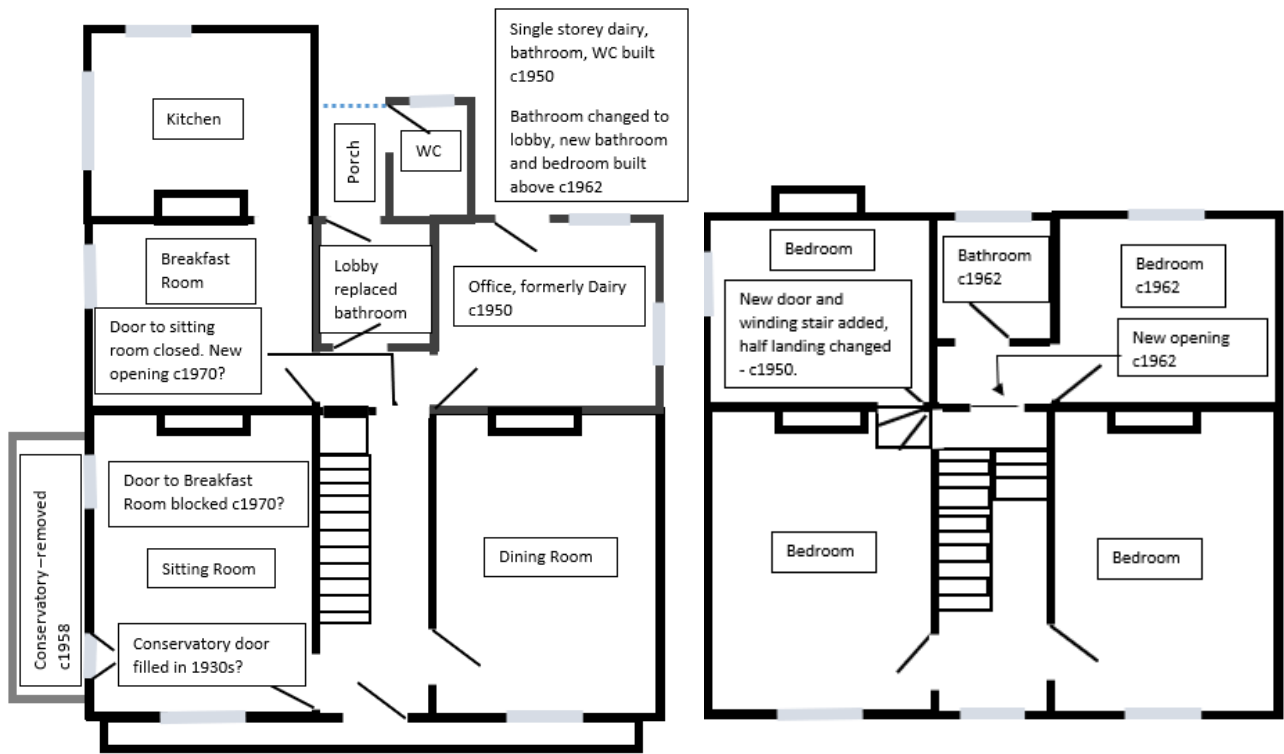 Single storey dairy,
bathroom, WC built
c1950
Bathroom changed to
lobby, new bathroom
and bedroom built
above c1962
Kitchen
Porch
WC
Breakfast
Room
Lobby
replaced
bathroom
Office, formerly Dairy
c1950
Door to sitting
room closed. New
opening c1970?
Door to Breakfast
Room blocked c1970?
Sitting Room
Dining Room
Conservatory –removed
c1958
Conservatory door
filled in 1930s?
Bedroom
Bathroom
c1962
Bedroom
c1962
New door and
winding stair added,
half landing changed
- c1950.
New opening
c1962
Bedroom
Bedroom